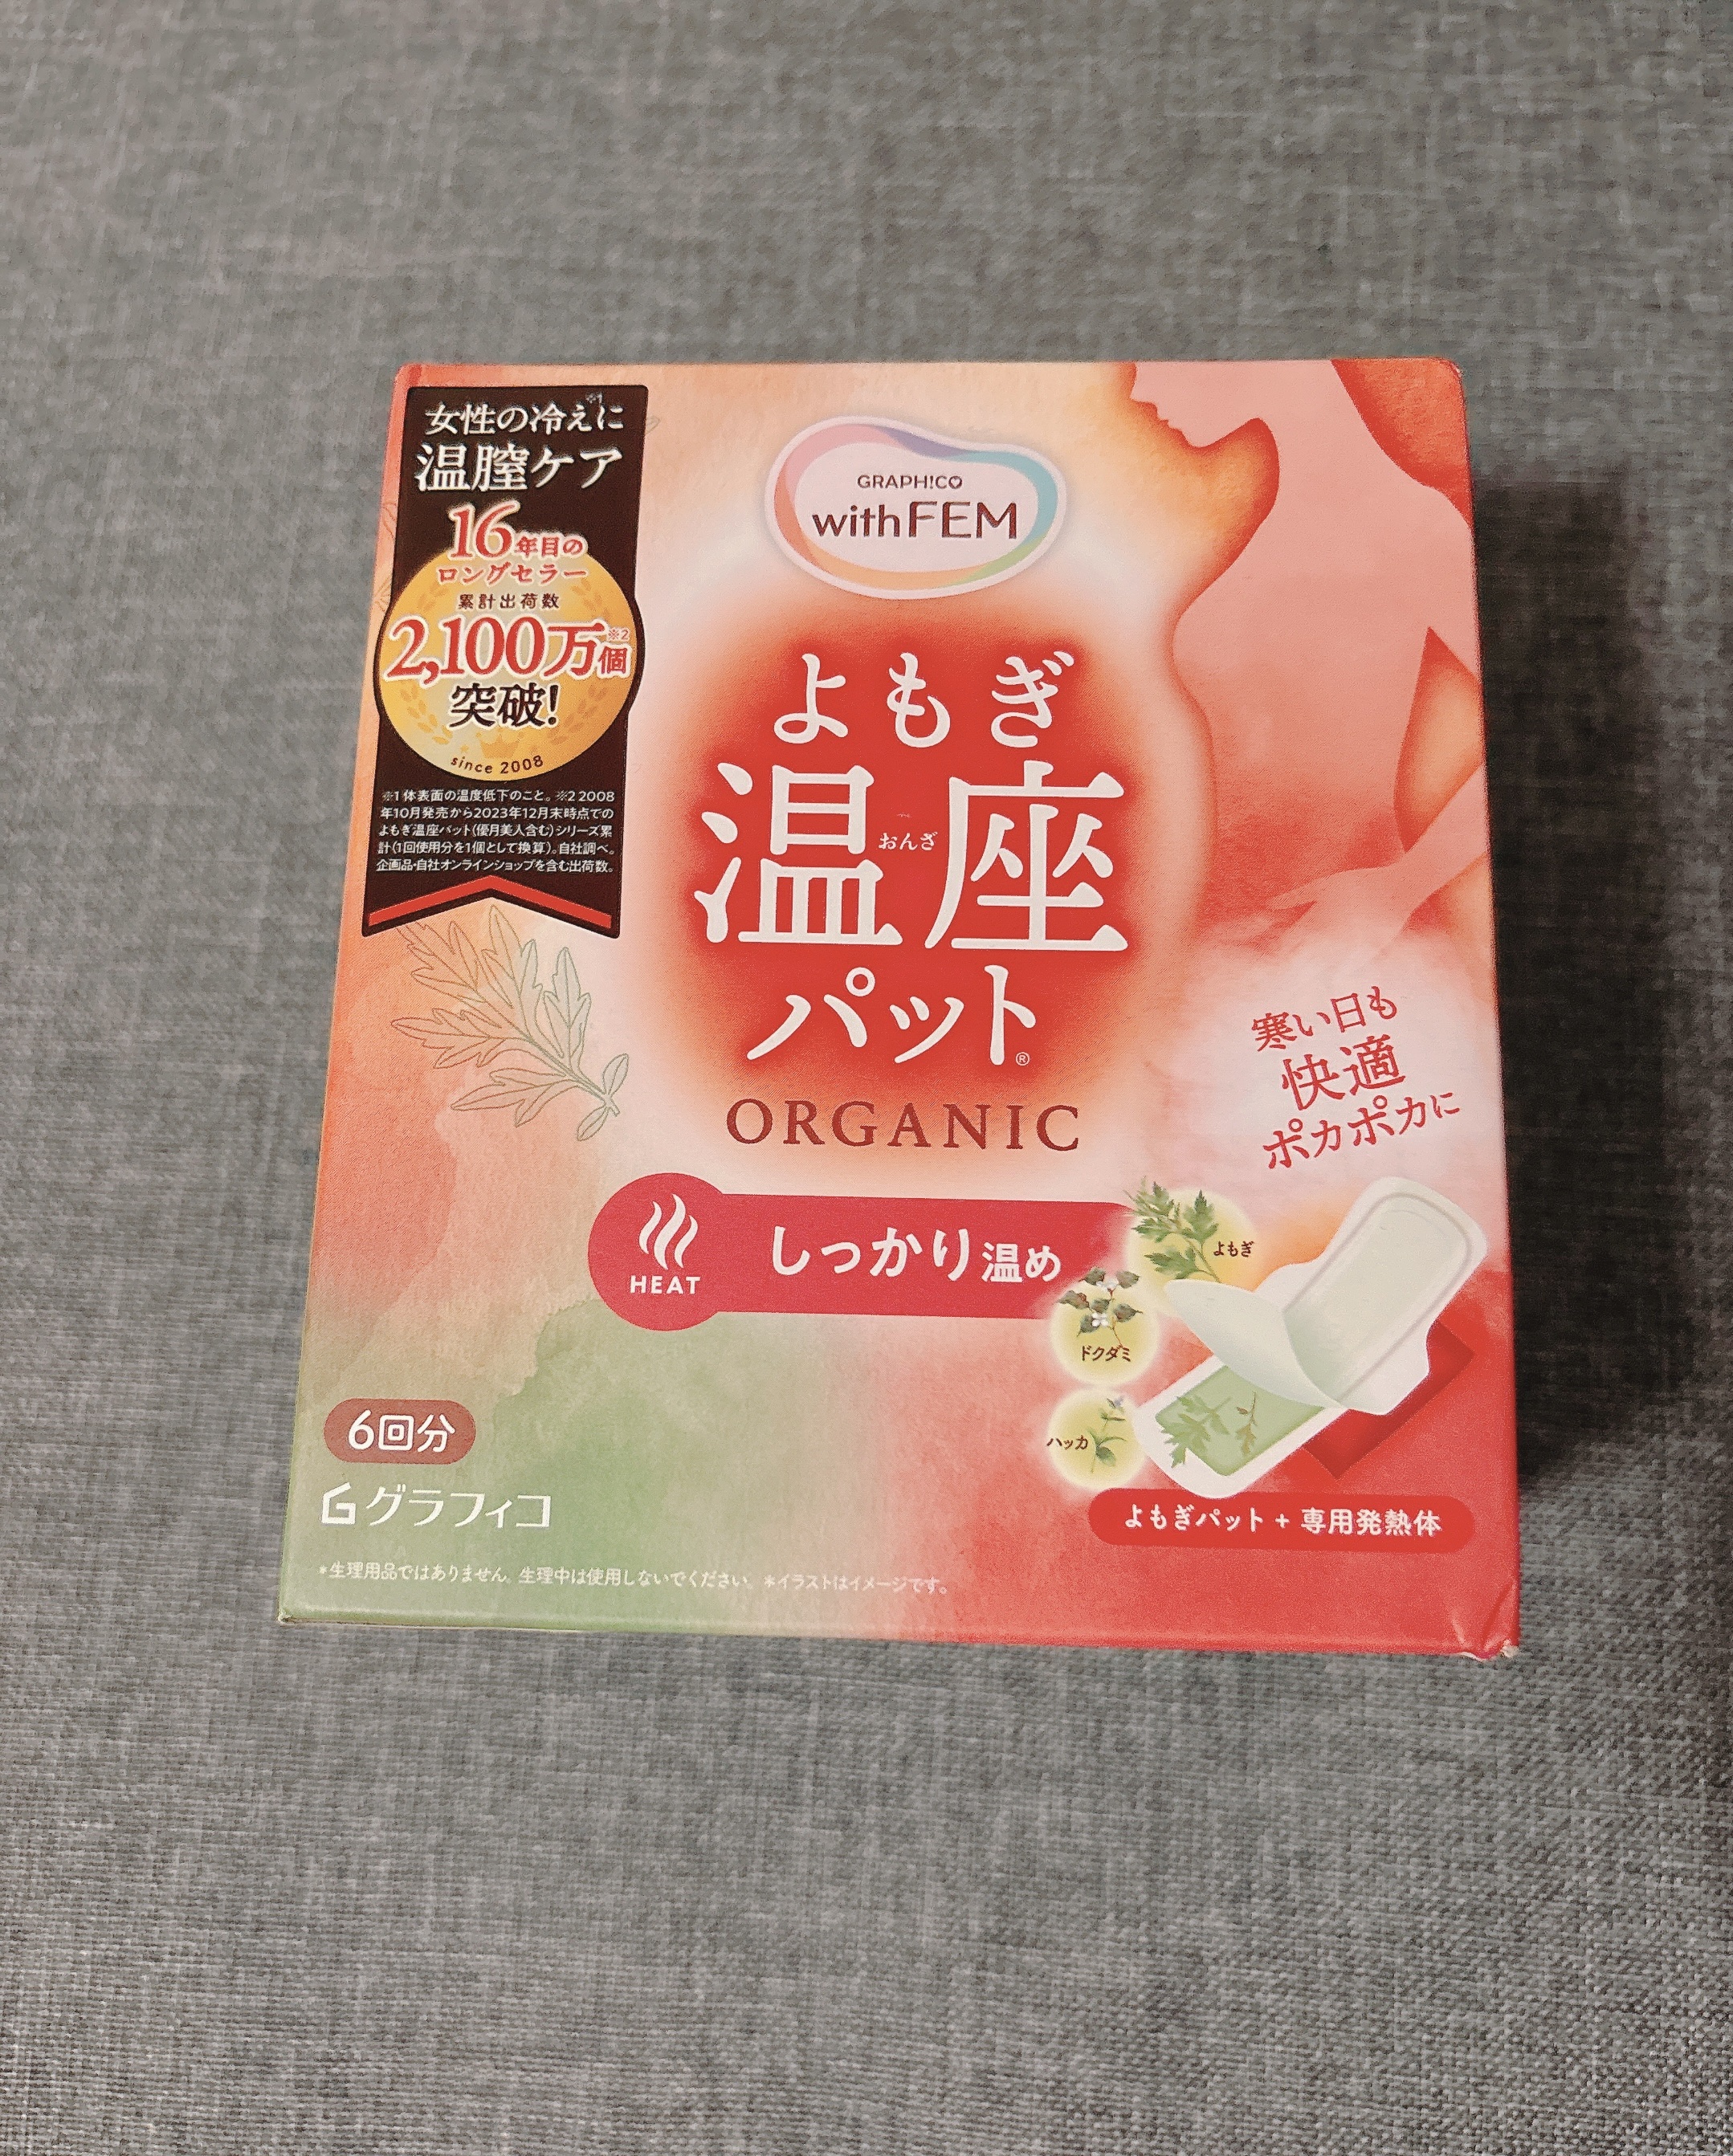 女性の冷えに※1
温膣ケア
16年目の
ロングセラー
累計出荷数
2,100万個※2
突破!
since 2008
※1 体表面の温度低下のこと。※2 2008
年10月発売から2023年12月末時点での
よもぎ温座パット(優月美人含む)シリーズ累
計(1回使用分を1個として換算)。自社調べ。
企画品・自社オンラインショップを含む出荷数。
GRAPH!CO
withFEM
よもぎ
温座
おんざ
パット®
ORGANIC
寒い日も
快適
ポカポカに
HEAT
しっかり温め
よもぎ
ドクダミ
ハッカ
よもぎパット + 専用発熱体
6回分
グラフィコ
*生理用品ではありません。生理中は使用しないでください。 *イラストはイメージです。